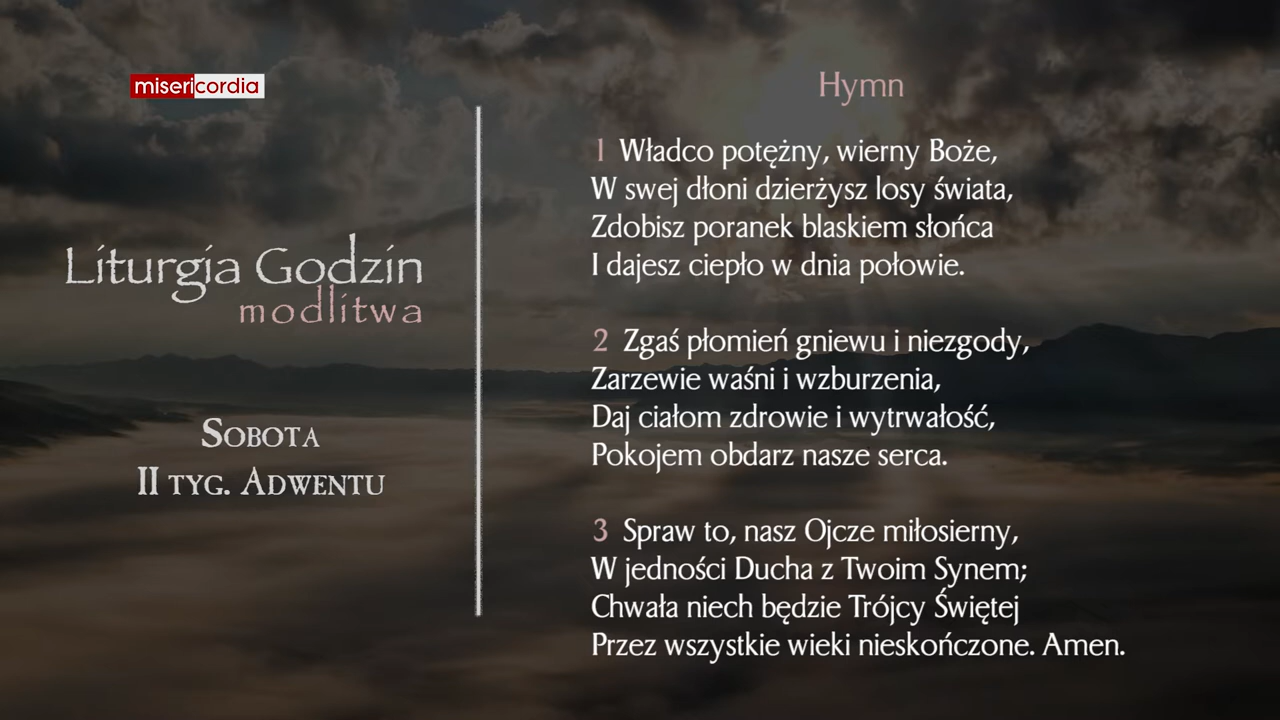 misericordia
Liturgia Godzin
modlitwa
Sobota
II tyg. Adwentu
Hymn
1 Władco potężny, wierny Boże,
W swej dłoni dzierżysz losy świata,
Zdobisz poranek blaskiem słońca
I dajesz ciepło w dnia połowie.
2 Zgaś płomień gniewu i niezgody,
Zarzewie waśni i wzburzenia,
Daj ciałom zdrowie i wytrwałość,
Pokojem obdarz nasze serca.
3 Spraw to, nasz Ojcze miłosierny,
W jedności Ducha z Twoim Synem;
Chwała niech będzie Trójcy Świętej
Przez wszystkie wieki nieskończone. Amen.